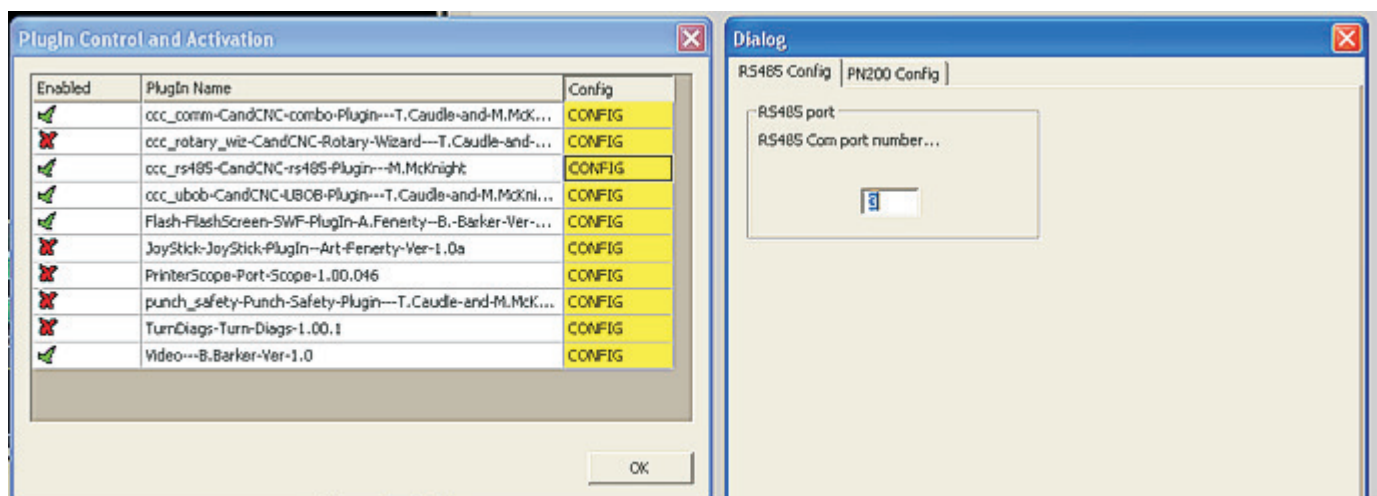 PlugIn Control and Activation
Enabled PlugIn Name Config
ccc_comm-CandCNC-combo-Plugin---T.Caudle-and-M.McK... CONFIG
ccc_rotary_wiz-CandCNC-Rotary-Wizard---T.Caudle-and-... CONFIG
ccc_rs485-CandCNC-rs485-Plugin---M.McKnight CONFIG
ccc_ubob-CandCNC-UBOB-Plugin---T.Caudle-and-M.McKni... CONFIG
Flash-FlashScreen-SWF-PlugIn-A.Fenerty--B.-Barker-Ver-... CONFIG
JoyStick-JoyStick-PlugIn--Art-Fenerty-Ver-1.0a CONFIG
PrinterScope-Port-Scope-1.00.046 CONFIG
punch_safety-Punch-Safety-Plugin---T.Caudle-and-M.McK... CONFIG
TurnDiags-Turn-Diags-1.00.1 CONFIG
Video---B.Barker-Ver-1.0 CONFIG
OK
Dialog
RS485 Config PN200 Config
RS485 port
RS485 Com port number...